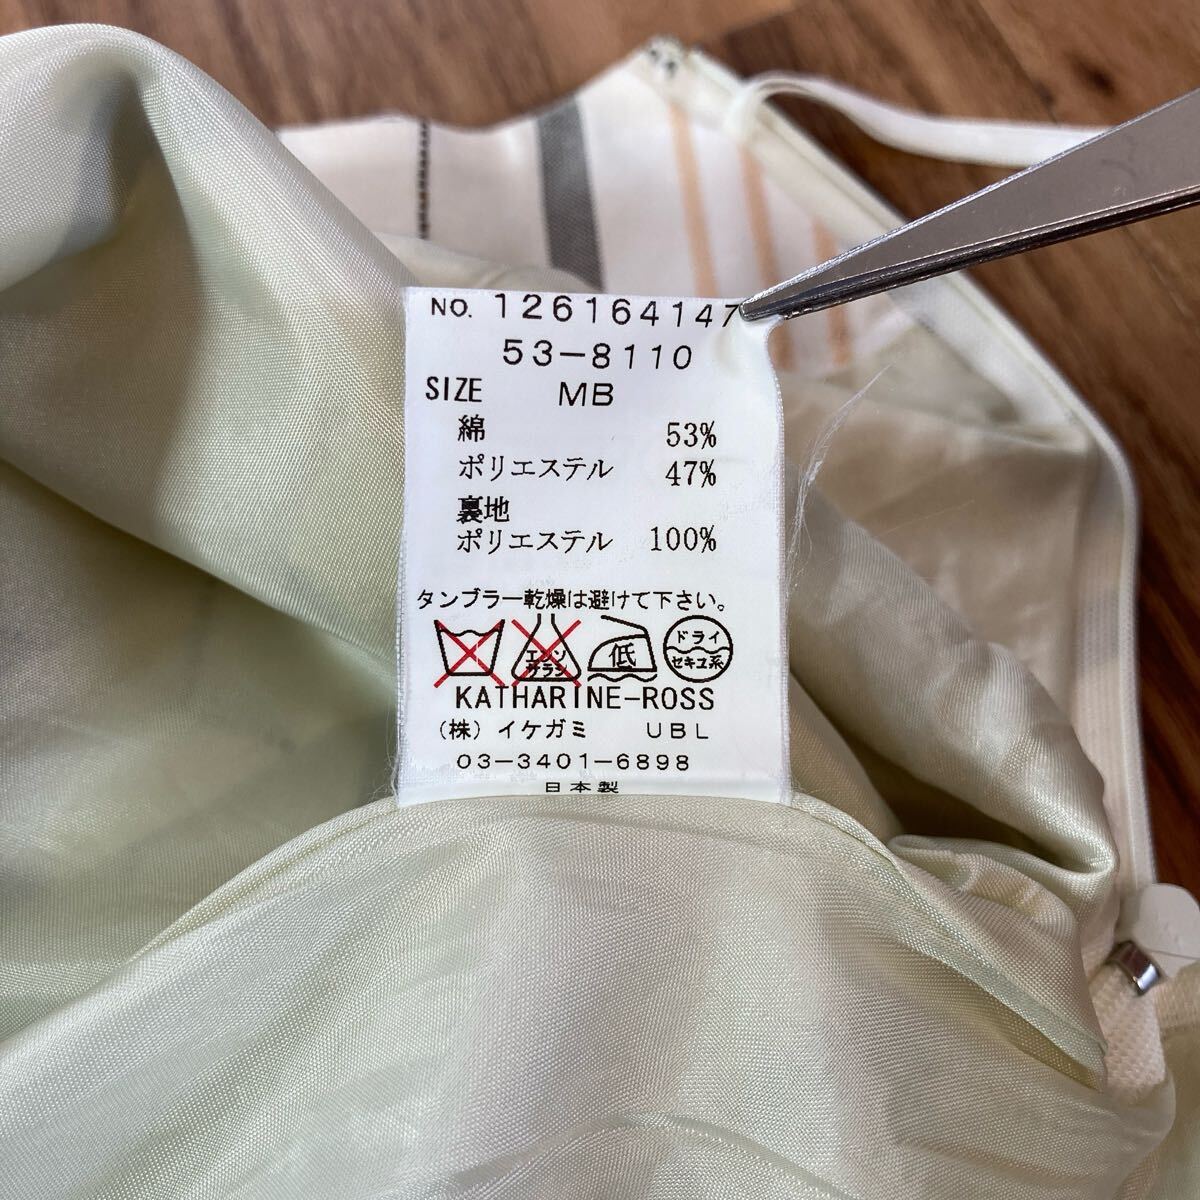 NO. 126164147
53-8110
SIZE MB
綿 53%
ポリエステル 47%
裏地
ポリエステル 100%
タンブラー乾燥は避けて下さい。
エンソ サラシ 低 ドライ セキユ系
KATHARINE-ROSS
(株)イケガミ UBL
03-3401-6898
日本製